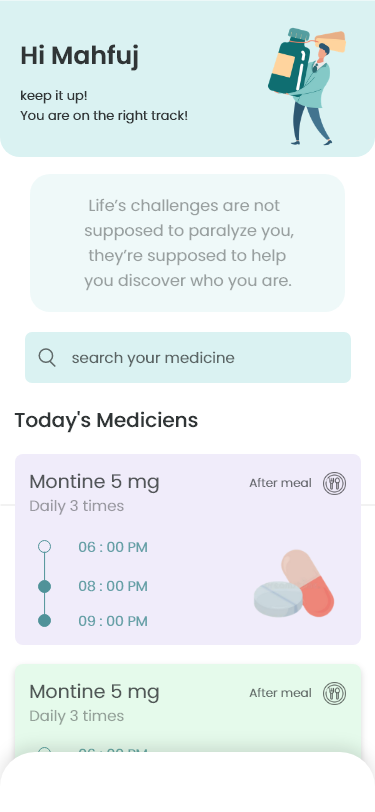 Hi Mahfuj
keep it up!
You are on the right track!
Life’s challenges are not
supposed to paralyze you,
they’re supposed to help
you discover who you are.
search your medicine
Today's Mediciens
Montine 5 mg
After meal
Daily 3 times
06 : 00 PM
08 : 00 PM
09 : 00 PM
Montine 5 mg
After meal
Daily 3 times